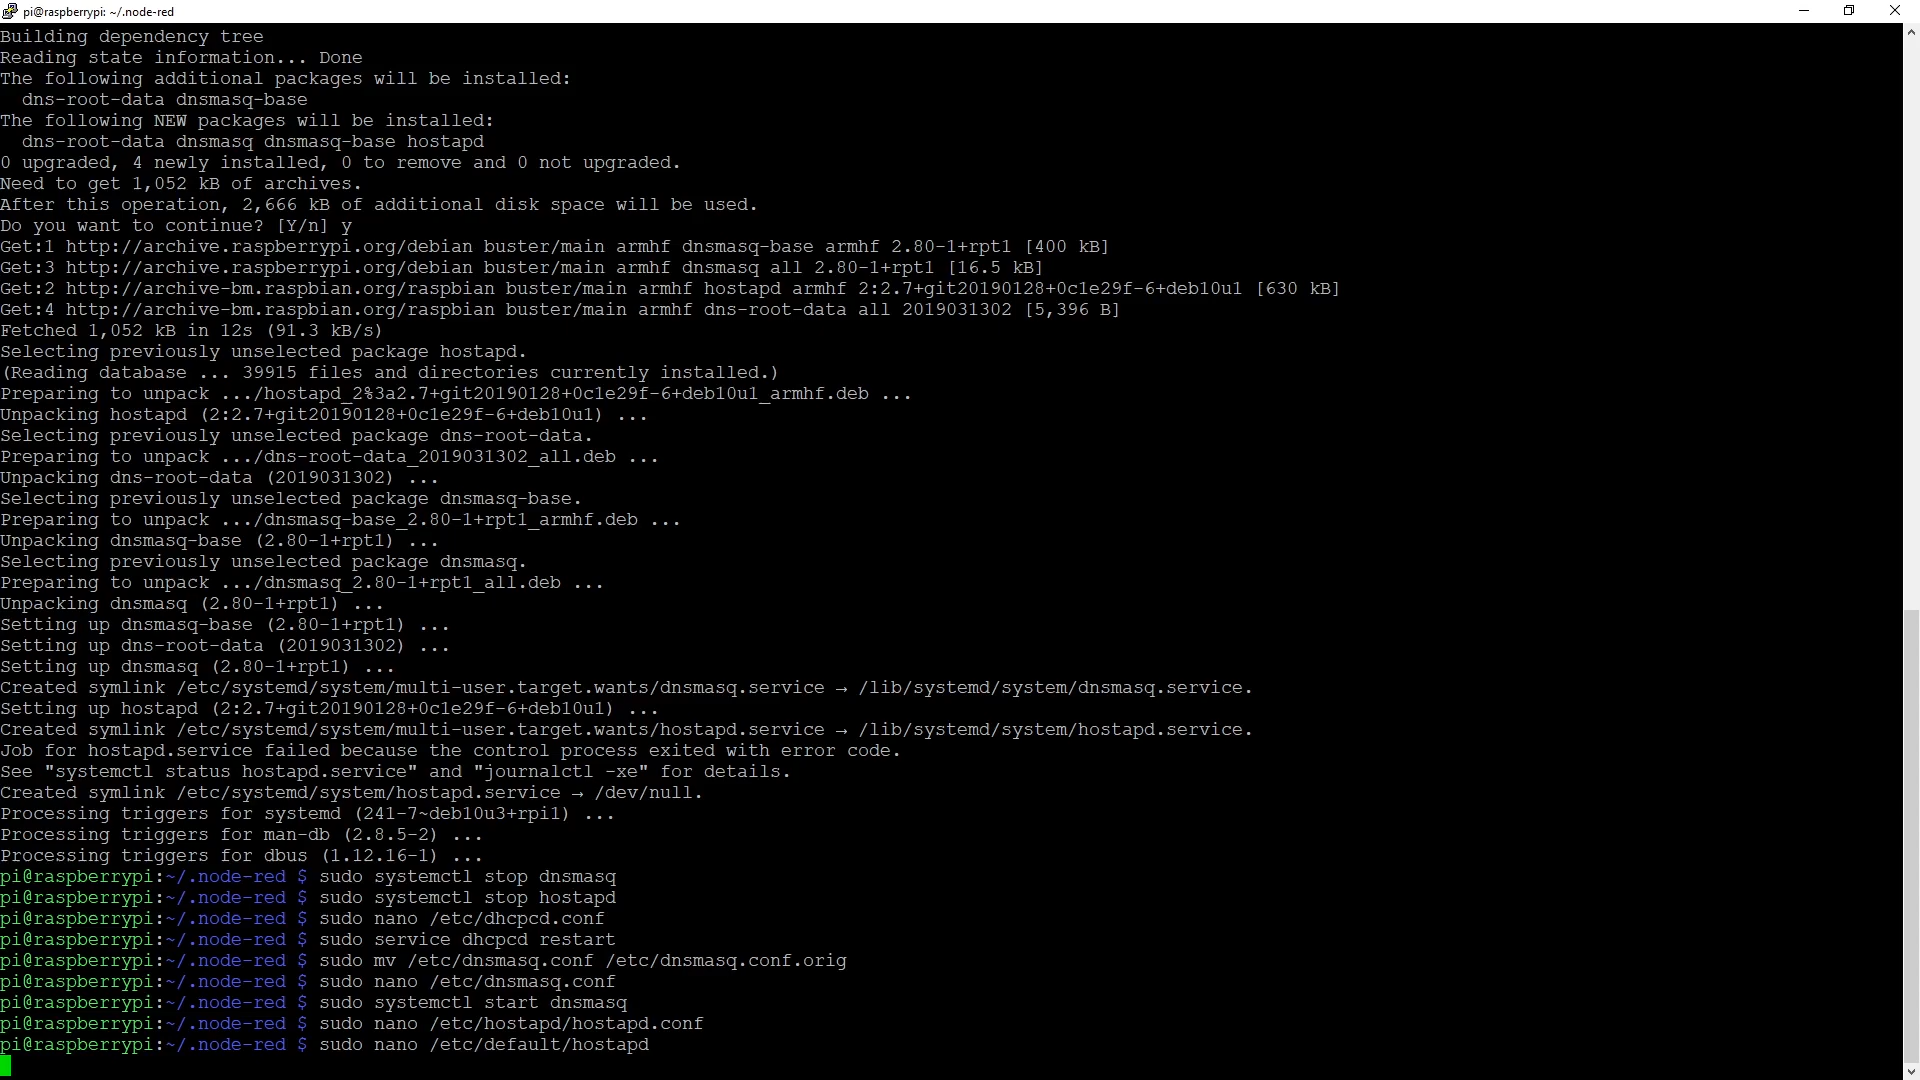 pi@raspberrypi: ~/.node-red
Building dependency tree
Reading state information... Done
The following additional packages will be installed:
  dns-root-data dnsmasq-base
The following NEW packages will be installed:
  dns-root-data dnsmasq dnsmasq-base hostapd
0 upgraded, 4 newly installed, 0 to remove and 0 not upgraded.
Need to get 1,052 kB of archives.
After this operation, 2,666 kB of additional disk space will be used.
Do you want to continue? [Y/n] y
Get:1 http://archive.raspberrypi.org/debian buster/main armhf dnsmasq-base armhf 2.80-1+rpt1 [400 kB]
Get:3 http://archive.raspberrypi.org/debian buster/main armhf dnsmasq all 2.80-1+rpt1 [16.5 kB]
Get:2 http://archive-bm.raspbian.org/raspbian buster/main armhf hostapd armhf 2:2.7+git20190128+0c1e29f-6+deb10u1 [630 kB]
Get:4 http://archive-bm.raspbian.org/raspbian buster/main armhf dns-root-data all 2019031302 [5,396 B]
Fetched 1,052 kB in 12s (91.3 kB/s)
Selecting previously unselected package hostapd.
(Reading database ... 39915 files and directories currently installed.)
Preparing to unpack .../hostapd_2%3a2.7+git20190128+0c1e29f-6+deb10u1_armhf.deb ...
Unpacking hostapd (2:2.7+git20190128+0c1e29f-6+deb10u1) ...
Selecting previously unselected package dns-root-data.
Preparing to unpack .../dns-root-data_2019031302_all.deb ...
Unpacking dns-root-data (2019031302) ...
Selecting previously unselected package dnsmasq-base.
Preparing to unpack .../dnsmasq-base_2.80-1+rpt1_armhf.deb ...
Unpacking dnsmasq-base (2.80-1+rpt1) ...
Selecting previously unselected package dnsmasq.
Preparing to unpack .../dnsmasq_2.80-1+rpt1_all.deb ...
Unpacking dnsmasq (2.80-1+rpt1) ...
Setting up dnsmasq-base (2.80-1+rpt1) ...
Setting up dns-root-data (2019031302) ...
Setting up dnsmasq (2.80-1+rpt1) ...
Created symlink /etc/systemd/system/multi-user.target.wants/dnsmasq.service → /lib/systemd/system/dnsmasq.service.
Setting up hostapd (2:2.7+git20190128+0c1e29f-6+deb10u1) ...
Created symlink /etc/systemd/system/multi-user.target.wants/hostapd.service → /lib/systemd/system/hostapd.service.
Job for hostapd.service failed because the control process exited with error code.
See "systemctl status hostapd.service" and "journalctl -xe" for details.
Created symlink /etc/systemd/system/hostapd.service → /dev/null.
Processing triggers for systemd (241-7~deb10u3+rpi1) ...
Processing triggers for man-db (2.8.5-2) ...
Processing triggers for dbus (1.12.16-1) ...
pi@raspberrypi:~/.node-red $ sudo systemctl stop dnsmasq
pi@raspberrypi:~/.node-red $ sudo systemctl stop hostapd
pi@raspberrypi:~/.node-red $ sudo nano /etc/dhcpcd.conf
pi@raspberrypi:~/.node-red $ sudo service dhcpcd restart
pi@raspberrypi:~/.node-red $ sudo mv /etc/dnsmasq.conf /etc/dnsmasq.conf.orig
pi@raspberrypi:~/.node-red $ sudo nano /etc/dnsmasq.conf
pi@raspberrypi:~/.node-red $ sudo systemctl start dnsmasq
pi@raspberrypi:~/.node-red $ sudo nano /etc/hostapd/hostapd.conf
pi@raspberrypi:~/.node-red $ sudo nano /etc/default/hostapd